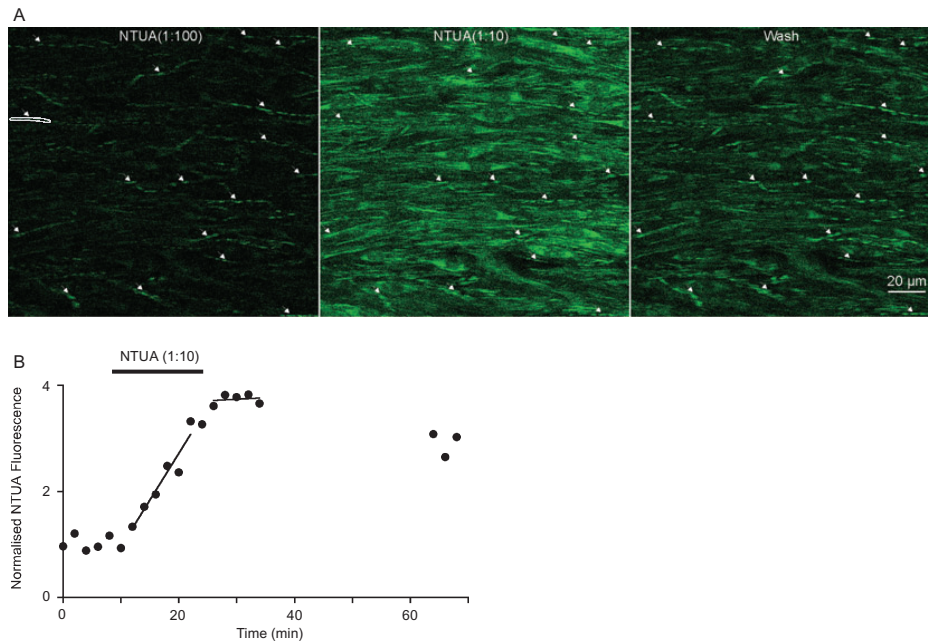 A
NTUA(1:100)
NTUA(1:10)
Wash
20 µm
B
NTUA (1:10)
4
2
0
Normalised NTUA Fluorescence
0
20
40
60
Time (min)